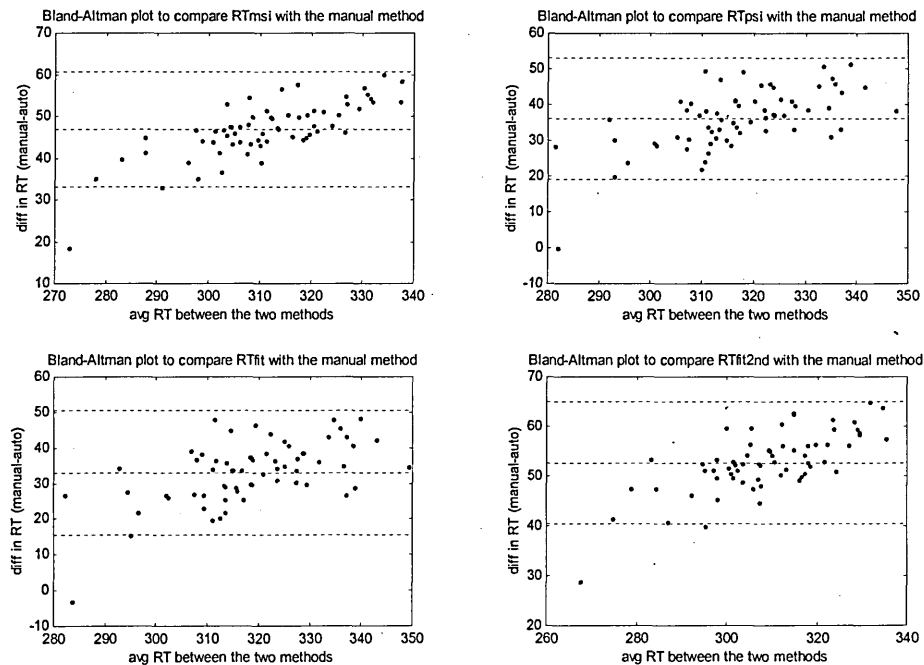 Bland-Altman plot to compare RTmsi with the manual method
70
60
50
40
30
20
10
diff in RT (manual-auto)
270 280 290 300 310 320 330 340
avg RT between the two methods
Bland-Altman plot to compare RTpsi with the manual method
60
50
40
30
20
10
0
-10
diff in RT (manual-auto)
280 290 300 310 320 330 340 350
avg RT between the two methods
Bland-Altman plot to compare RTfit with the manual method
60
50
40
30
20
10
0
-10
diff in RT (manual-auto)
280 290 300 310 320 330 340 350
avg RT between the two methods
Bland-Altman plot to compare RTfit2nd with the manual method
70
60
50
40
30
20
diff in RT (manual-auto)
260 280 300 320 340
avg RT between the two methods